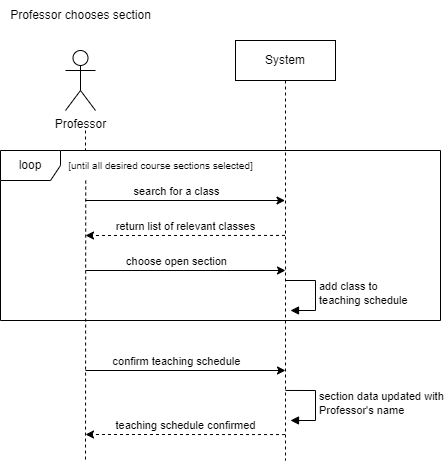 Professor chooses section
System
Professor
loop
[until all desired course sections selected]
search for a class
return list of relevant classes
choose open section
add class to
teaching schedule
confirm teaching schedule
section data updated with
Professor's name
teaching schedule confirmed